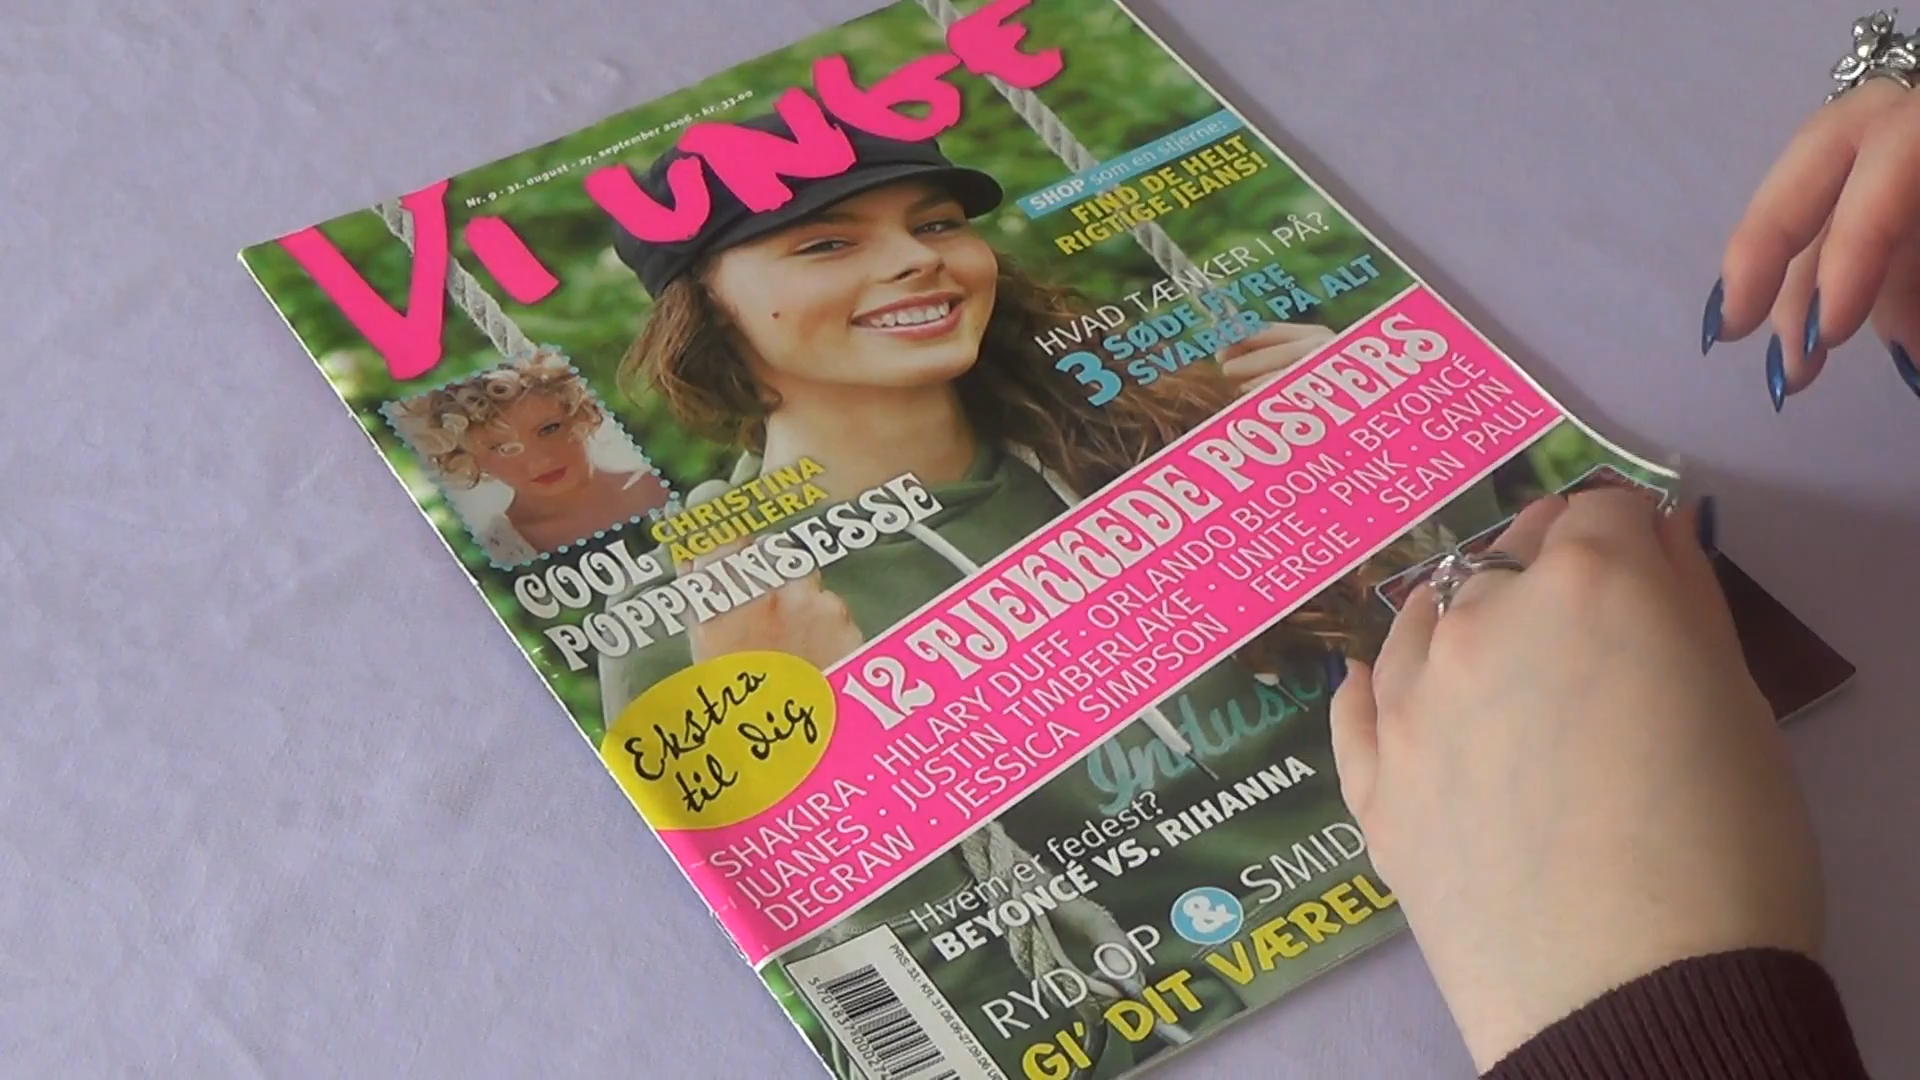 Nr. 9 - 31. august - 27. september 2006 - kr. 33.00
VI UNGE
SHOP som en stjerne:
FIND DE HELT
RIGTIGE JEANS!
HVAD TÆNKER I PÅ?
3 SØDE FYRE
SVARER PÅ ALT
CHRISTINA
AGUILERA
COOL
POPPRINSESSE
Ekstra
til dig
12 TJEKKEDE POSTERS
SHAKIRA · HILARY DUFF · ORLANDO BLOOM · BEYONCÉ
JUANES · JUSTIN TIMBERLAKE · UNITE · PINK · GAVIN
DEGRAW · JESSICA SIMPSON · FERGIE · SEAN PAUL
Indus
Hvem er fedest?
BEYONCÉ VS. RIHANNA
RYD OP & SMID
GI' DIT VÆREL